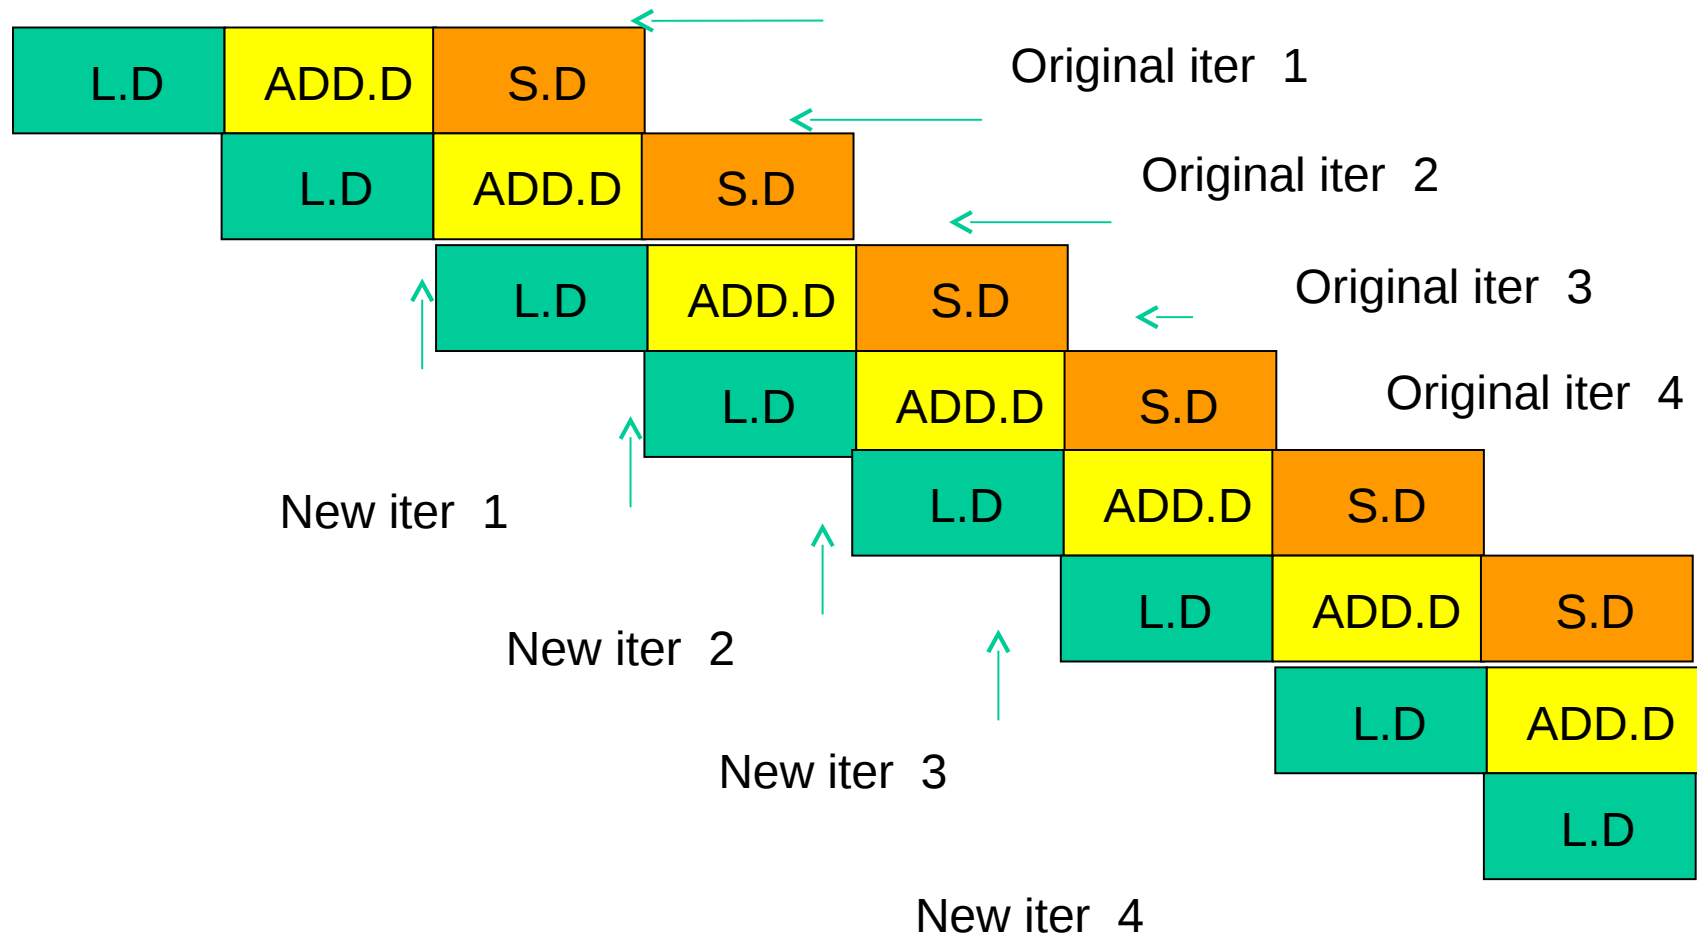 L.D ADD.D S.D Original iter 1
L.D ADD.D S.D Original iter 2
L.D ADD.D S.D Original iter 3
L.D ADD.D S.D Original iter 4
New iter 1 L.D ADD.D S.D
New iter 2 L.D ADD.D S.D
New iter 3 L.D ADD.D
L.D
New iter 4